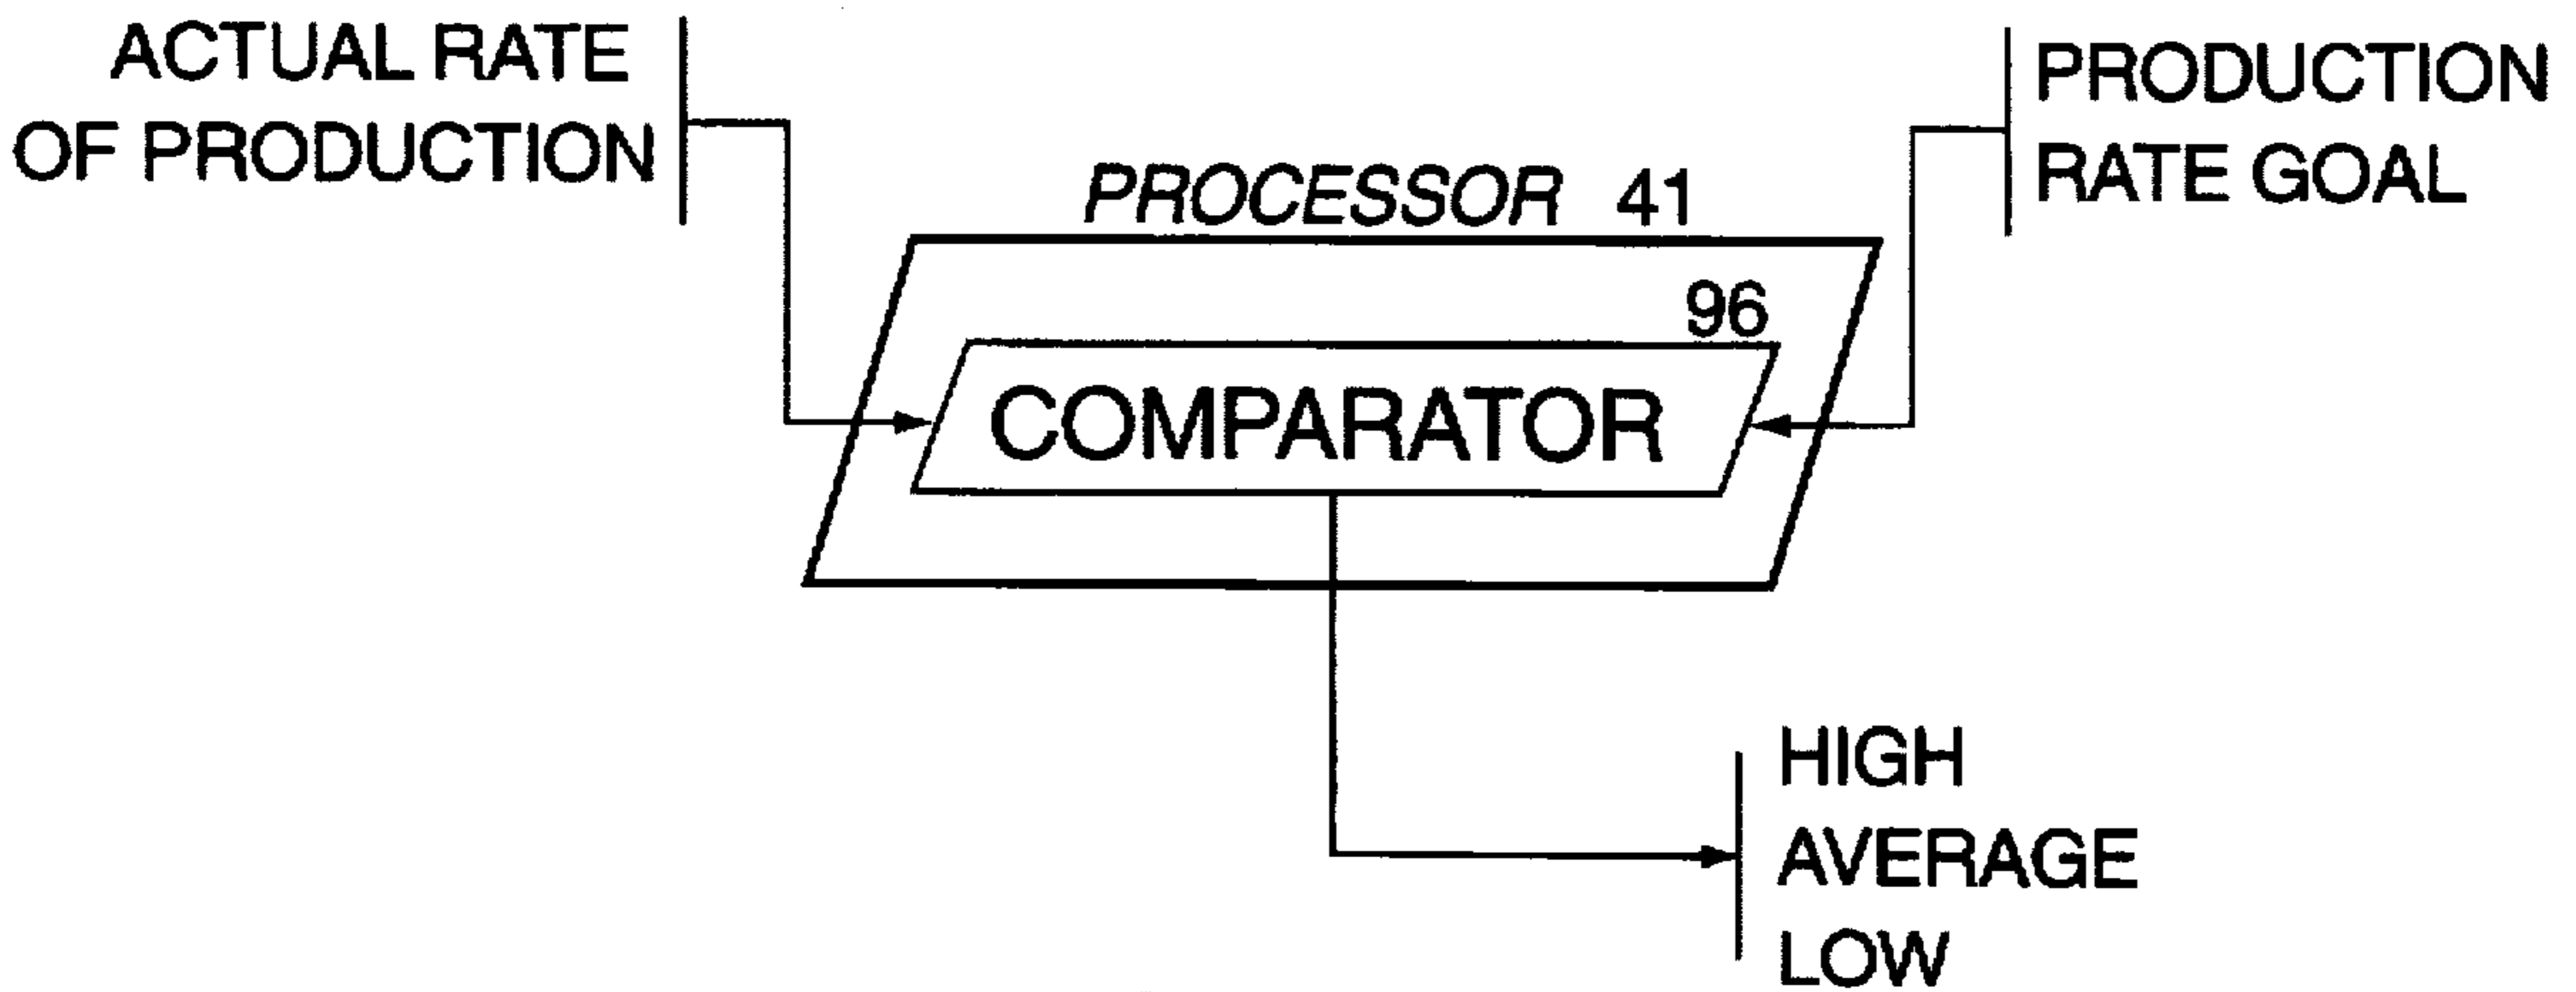 ACTUAL RATE
OF PRODUCTION
PRODUCTION
RATE GOAL
PROCESSOR 41
96
COMPARATOR
HIGH
AVERAGE
LOW